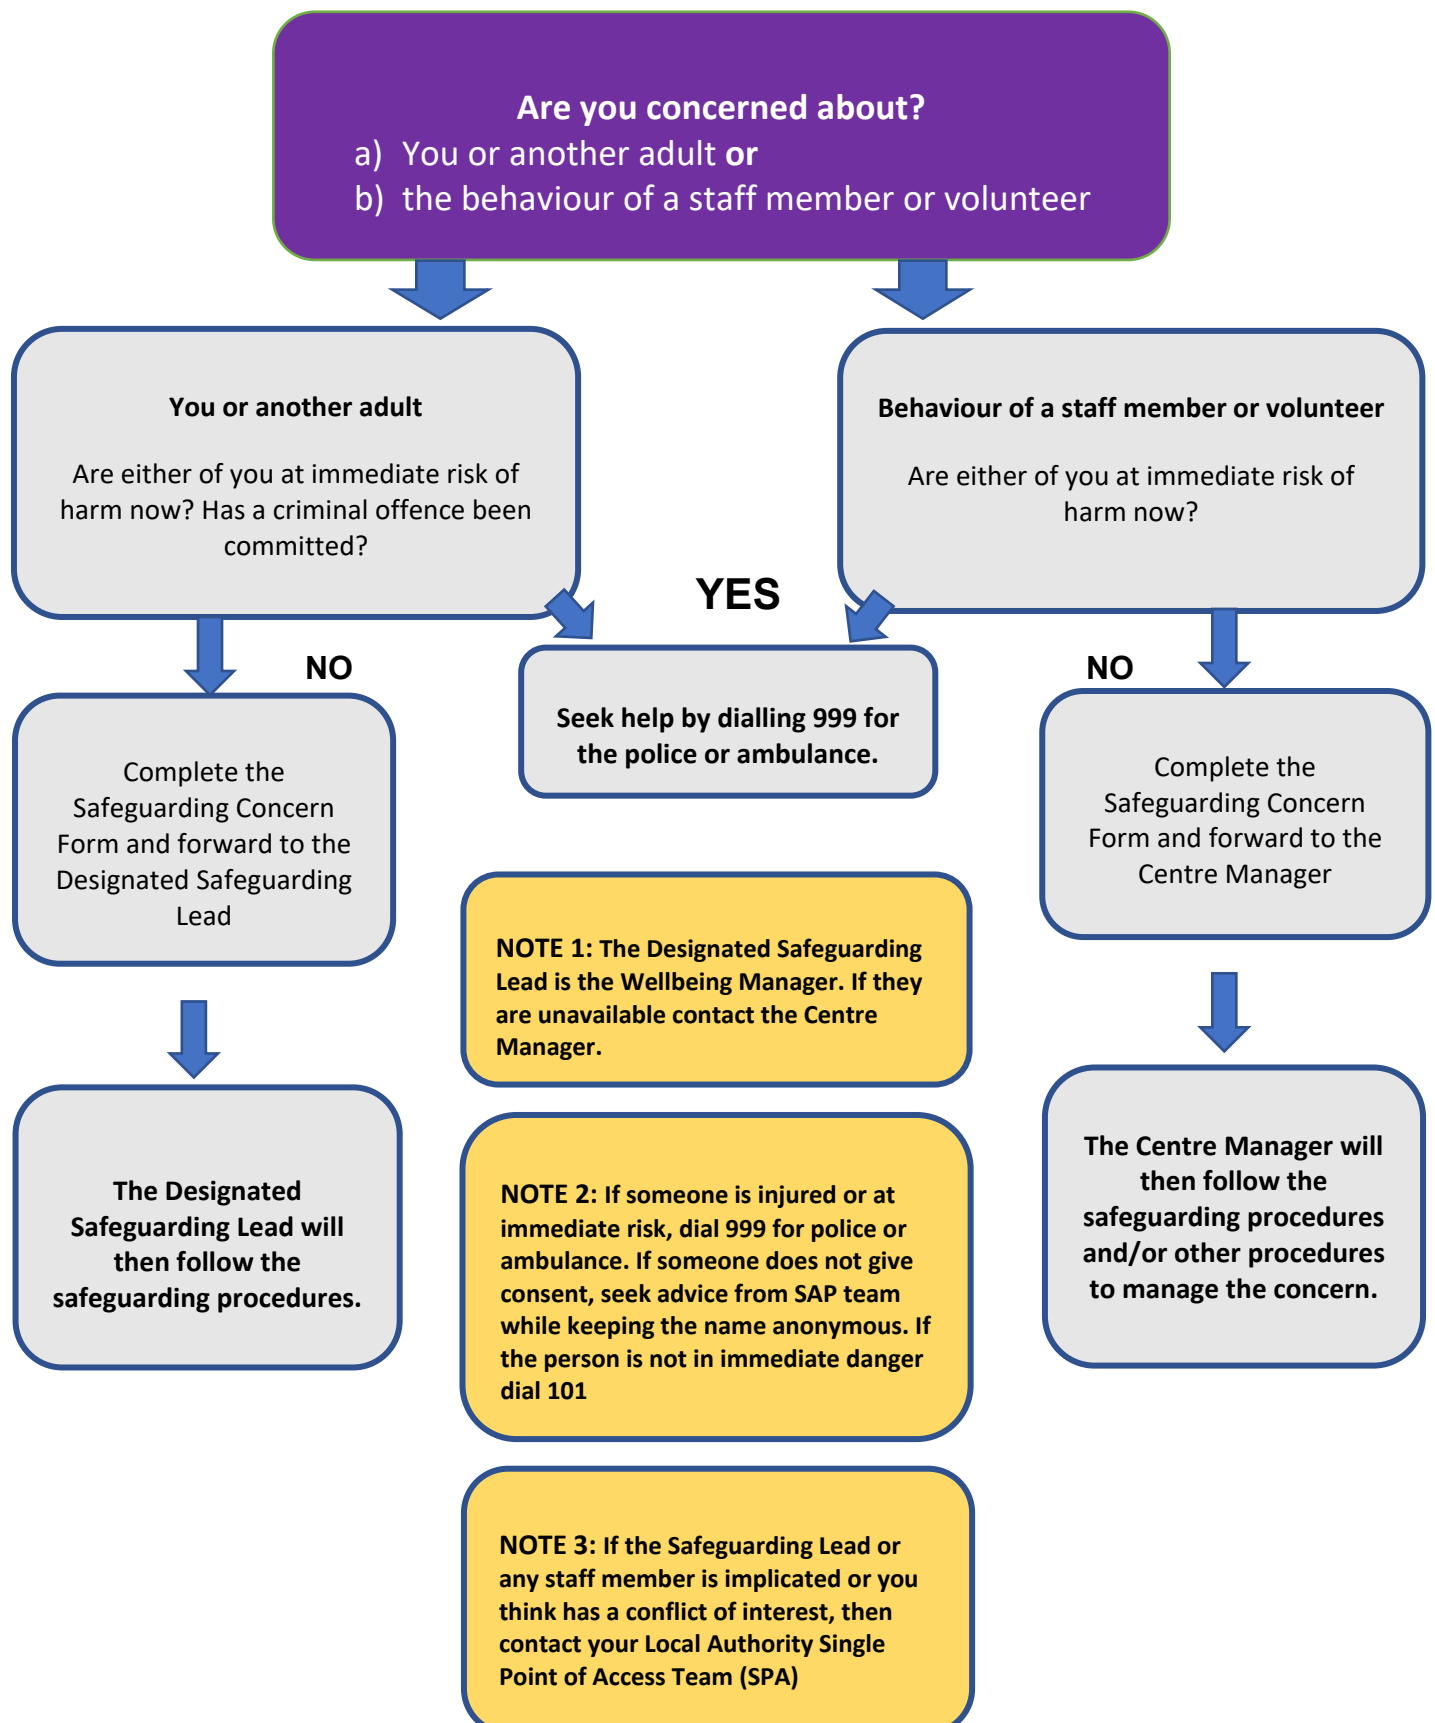 Are you concerned about?
a) You or another adult or
b) the behaviour of a staff member or volunteer
You or another adult
Are either of you at immediate risk of
harm now? Has a criminal offence been
committed?
Behaviour of a staff member or volunteer
Are either of you at immediate risk of
harm now?
YES
NO
NO
Seek help by dialling 999 for
the police or ambulance.
Complete the
Safeguarding Concern
Form and forward to the
Designated Safeguarding
Lead
Complete the
Safeguarding Concern
Form and forward to the
Centre Manager
NOTE 1: The Designated Safeguarding
Lead is the Wellbeing Manager. If they
are unavailable contact the Centre
Manager.
The Designated
Safeguarding Lead will
then follow the
safeguarding procedures.
The Centre Manager will
then follow the
safeguarding procedures
and/or other procedures
to manage the concern.
NOTE 2: If someone is injured or at
immediate risk, dial 999 for police or
ambulance. If someone does not give
consent, seek advice from SAP team
while keeping the name anonymous. If
the person is not in immediate danger
dial 101
NOTE 3: If the Safeguarding Lead or
any staff member is implicated or you
think has a conflict of interest, then
contact your Local Authority Single
Point of Access Team (SPA)